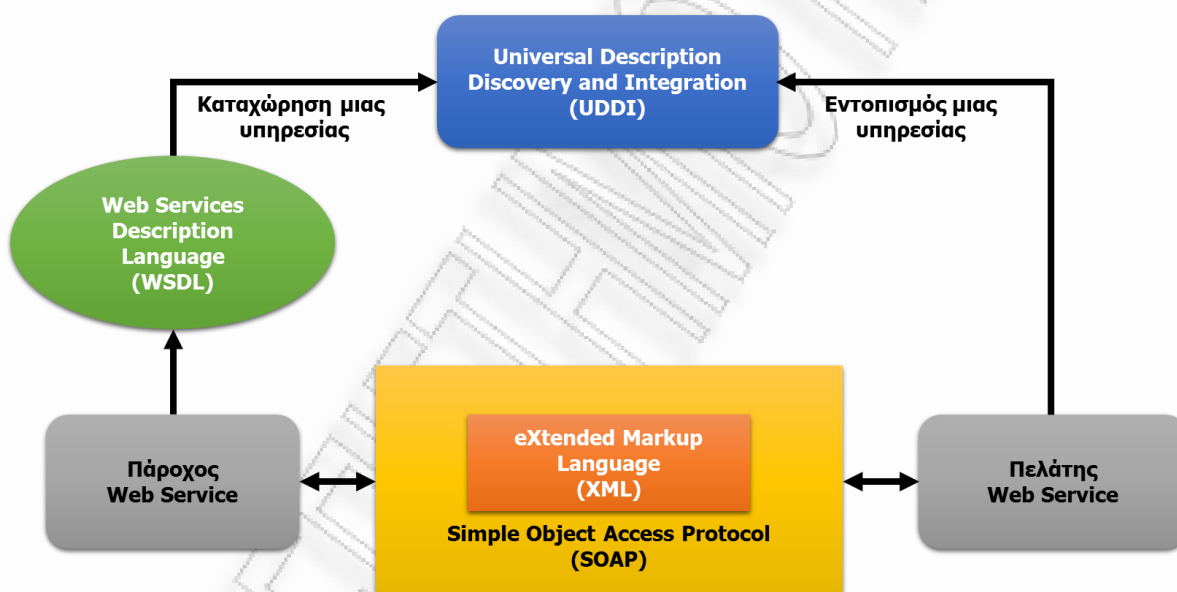 Universal Description
Discovery and Integration
(UDDI)
Καταχώρηση μιας
υπηρεσίας
Εντοπισμός μιας
υπηρεσίας
Web Services
Description
Language
(WSDL)
Πάροχος
Web Service
eXtended Markup
Language
(XML)
Simple Object Access Protocol
(SOAP)
Πελάτης
Web Service